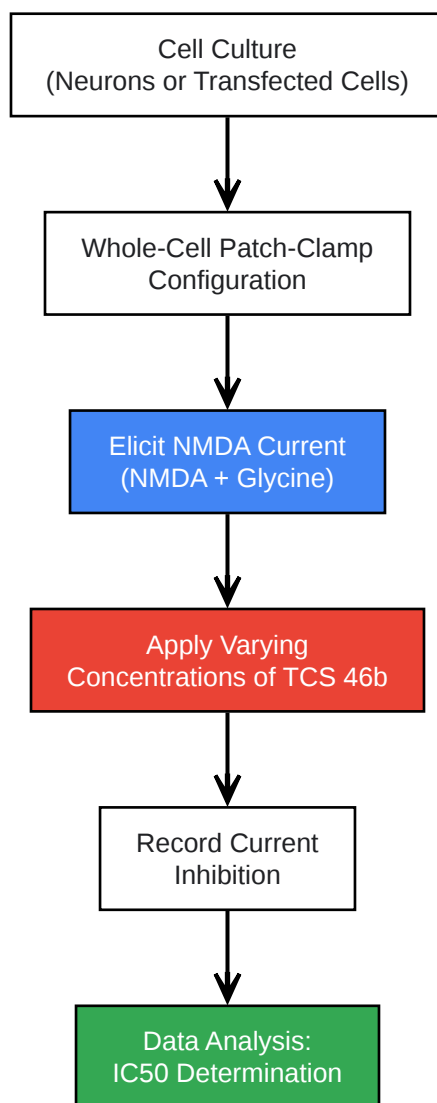 Cell Culture
(Neurons or Transfected Cells)
Whole-Cell Patch-Clamp
Configuration
Elicit NMDA Current
(NMDA + Glycine)
Apply Varying
Concentrations of TCS 46b
Record Current
Inhibition
Data Analysis:
IC50 Determination